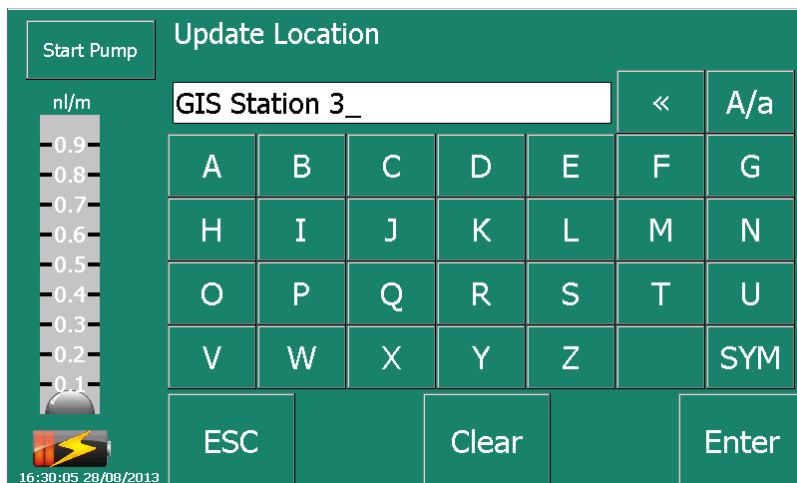 Start Pump
Update Location
nl/m
GIS Station 3_
«
A/a
0.9
0.8
0.7
0.6
0.5
0.4
0.3
0.2
0.1
A B C D E F G
H I J K L M N
O P Q R S T U
V W X Y Z SYM
ESC Clear Enter
16:30:05 28/08/2013